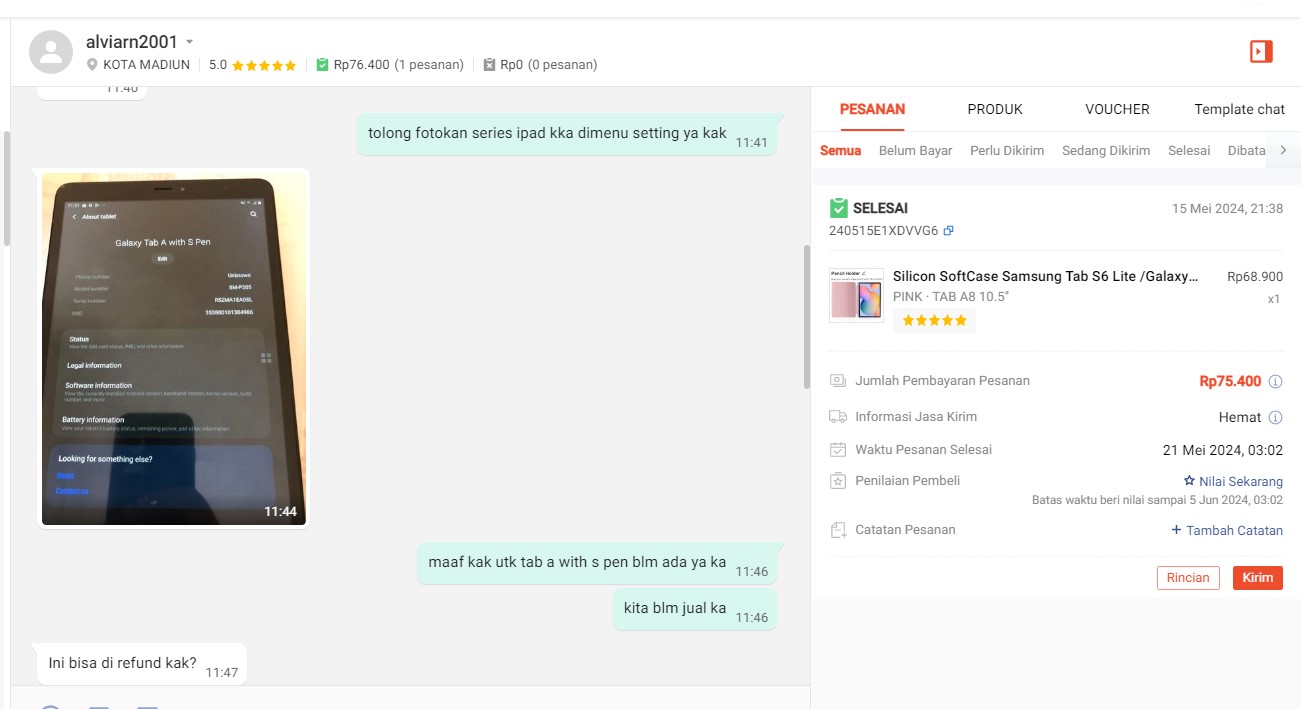 alviarn2001
KOTA MADIUN
5.0
Rp76.400 (1 pesanan)
Rp0 (0 pesanan)
11:40
tolong fotokan series ipad kka dimenu setting ya kak 11:41
About tablet
Galaxy Tab A with S Pen
Edit
Phone number Unknown
Model number SM-P205
Serial number
IMEI
Status
View the SIM card status, IMEI, and other information.
Legal information
Software information
View the currently installed Android version, baseband version, kernel version, build
number and more.
Battery information
View your tablet's battery status, remaining power, and other information.
Looking for something else?
Reset
Contact us
11:44
maaf kak utk tab a with s pen blm ada ya ka 11:46
kita blm jual ka 11:46
Ini bisa di refund kak? 11:47
PESANAN
PRODUK
VOUCHER
Template chat
Semua
Belum Bayar
Perlu Dikirim
Sedang Dikirim
Selesai
Dibata
SELESAI
15 Mei 2024, 21:38
240515E1XDVVG6
Pencil Holder
Silicon SoftCase Samsung Tab S6 Lite /Galaxy...
Rp68.900
PINK · TAB A8 10.5"
x1
Jumlah Pembayaran Pesanan
Rp75.400
Informasi Jasa Kirim
Hemat
Waktu Pesanan Selesai
21 Mei 2024, 03:02
Penilaian Pembeli
Nilai Sekarang
Batas waktu beri nilai sampai 5 Jun 2024, 03:02
Catatan Pesanan
+ Tambah Catatan
Rincian
Kirim